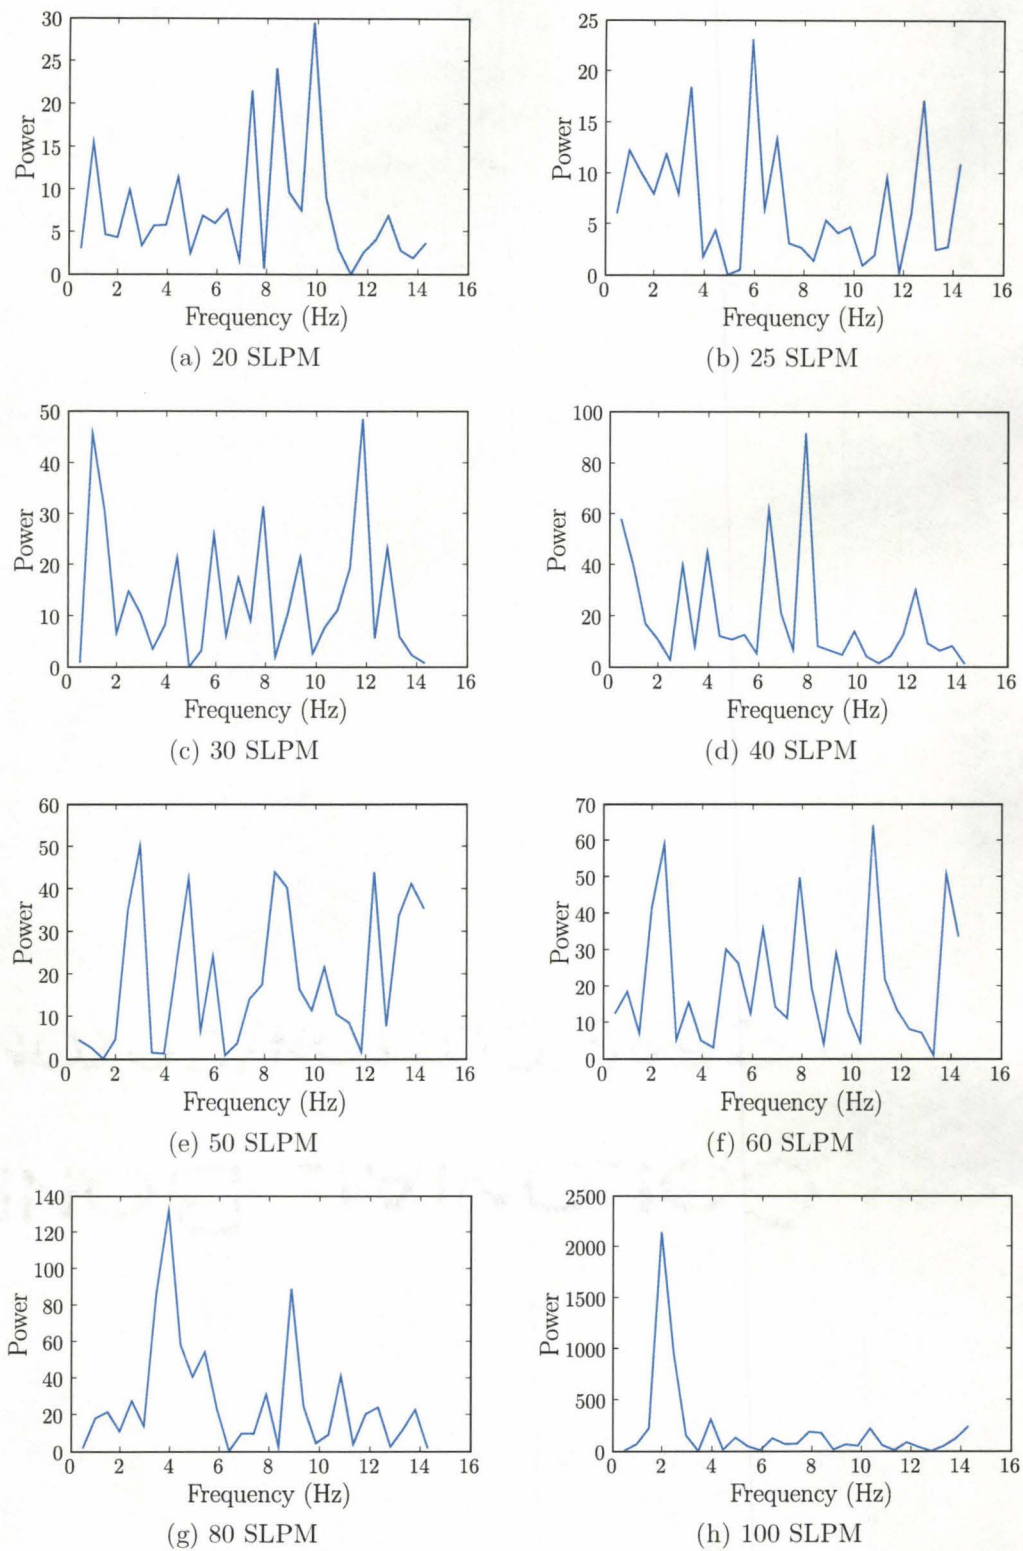 30
25
20
15
10
5
0
Power
0 2 4 6 8 10 12 14 16
Frequency (Hz)
(a) 20 SLPM
25
20
15
10
5
0
Power
0 2 4 6 8 10 12 14 16
Frequency (Hz)
(b) 25 SLPM
50
40
30
20
10
0
Power
0 2 4 6 8 10 12 14 16
Frequency (Hz)
(c) 30 SLPM
100
80
60
40
20
0
Power
0 2 4 6 8 10 12 14 16
Frequency (Hz)
(d) 40 SLPM
60
50
40
30
20
10
0
Power
0 2 4 6 8 10 12 14 16
Frequency (Hz)
(e) 50 SLPM
70
60
50
40
30
20
10
0
Power
0 2 4 6 8 10 12 14 16
Frequency (Hz)
(f) 60 SLPM
140
120
100
80
60
40
20
0
Power
0 2 4 6 8 10 12 14 16
Frequency (Hz)
(g) 80 SLPM
2500
2000
1500
1000
500
0
Power
0 2 4 6 8 10 12 14 16
Frequency (Hz)
(h) 100 SLPM